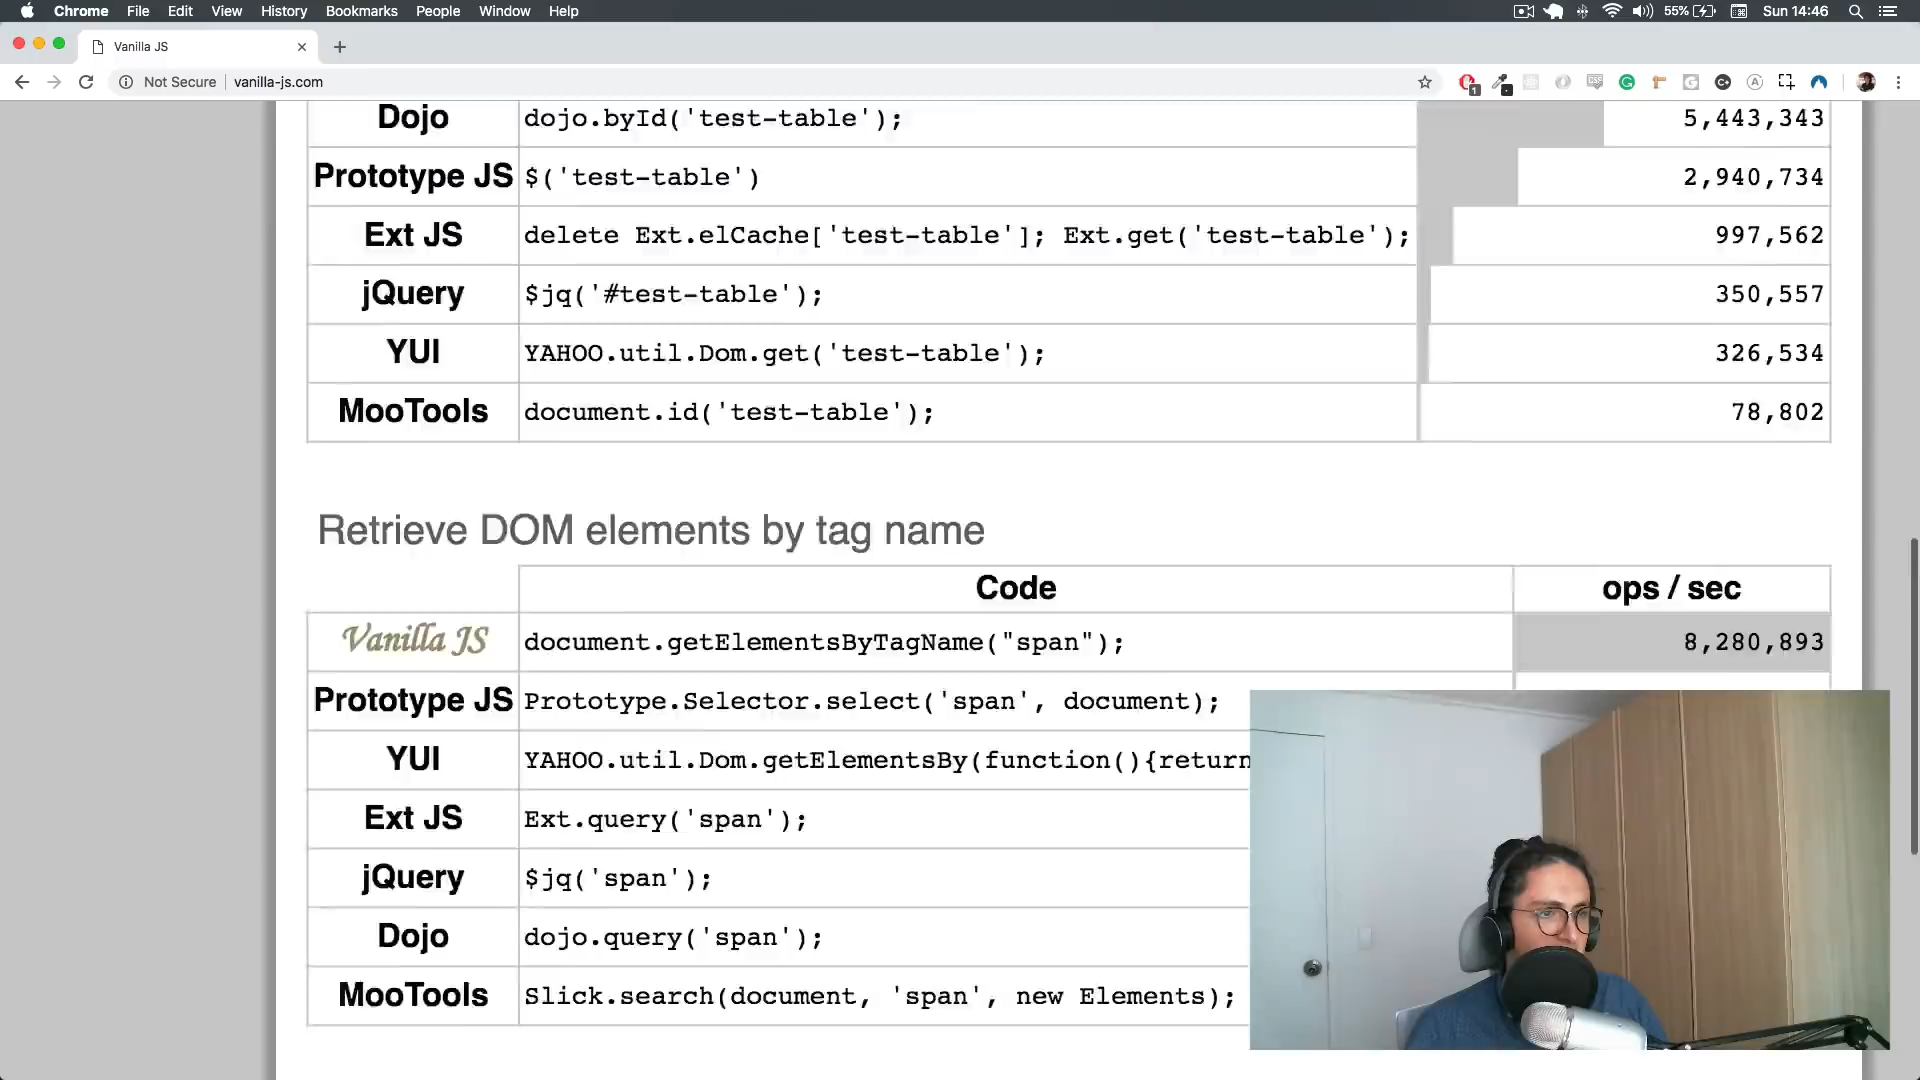 Chrome File Edit View History Bookmarks People Window Help 55% Sun 14:46
Vanilla JS
Not Secure vanilla-js.com
Dojo dojo.byId('test-table'); 5,443,343
Prototype JS $('test-table') 2,940,734
Ext JS delete Ext.elCache['test-table']; Ext.get('test-table'); 997,562
jQuery $jq('#test-table'); 350,557
YUI YAHOO.util.Dom.get('test-table'); 326,534
MooTools document.id('test-table'); 78,802
Retrieve DOM elements by tag name
Code ops / sec
Vanilla JS document.getElementsByTagName("span"); 8,280,893
Prototype JS Prototype.Selector.select('span', document);
YUI YAHOO.util.Dom.getElementsBy(function(){return
Ext JS Ext.query('span');
jQuery $jq('span');
Dojo dojo.query('span');
MooTools Slick.search(document, 'span', new Elements);